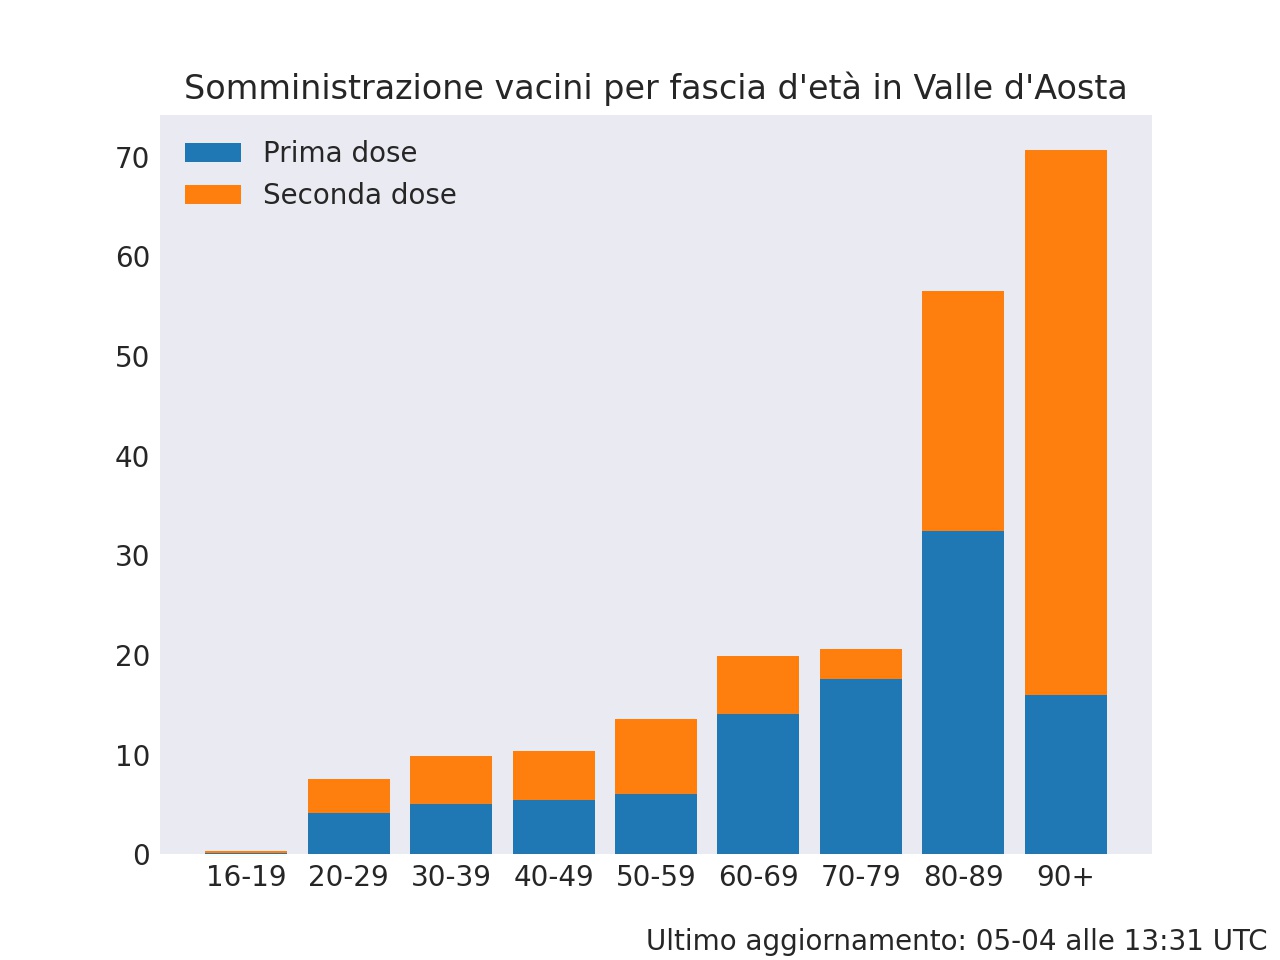 Somministrazione vacini per fascia d'età in Valle d'Aosta
Prima dose
Seconda dose
70
60
50
40
30
20
10
0
16-19 20-29 30-39 40-49 50-59 60-69 70-79 80-89 90+
Ultimo aggiornamento: 05-04 alle 13:31 UTC